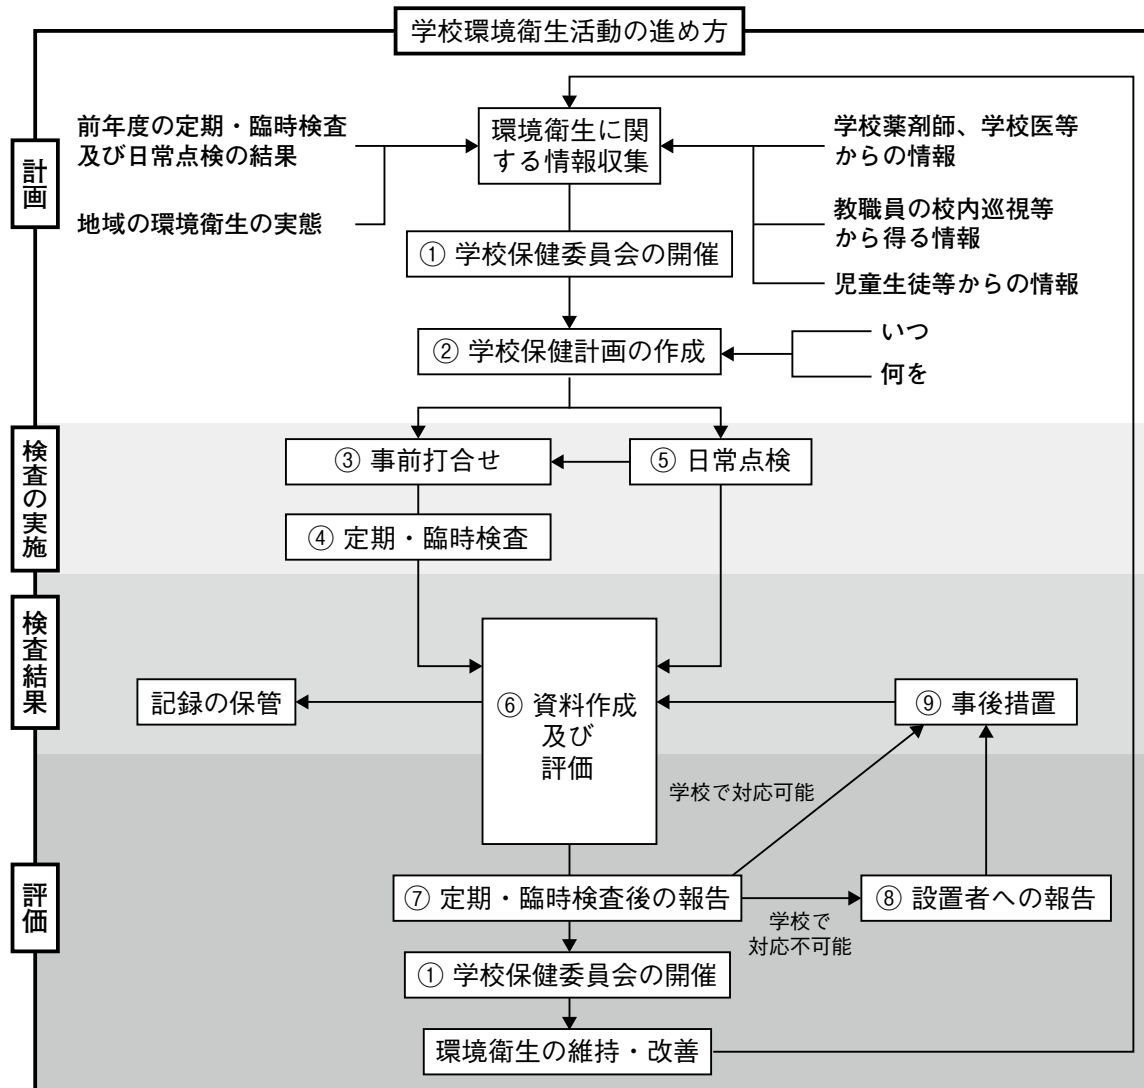 学校環境衛生活動の進め方
計画
前年度の定期・臨時検査
及び日常点検の結果
地域の環境衛生の実態
環境衛生に関
する情報収集
学校薬剤師、学校医等
からの情報
教職員の校内巡視等
から得る情報
児童生徒等からの情報
① 学校保健委員会の開催
② 学校保健計画の作成
いつ
何を
検査の実施
③ 事前打合せ
⑤ 日常点検
④ 定期・臨時検査
検査結果
記録の保管
⑥ 資料作成
及び
評価
⑨ 事後措置
学校で対応可能
評価
⑦ 定期・臨時検査後の報告
学校で
対応不可能
⑧ 設置者への報告
① 学校保健委員会の開催
環境衛生の維持・改善